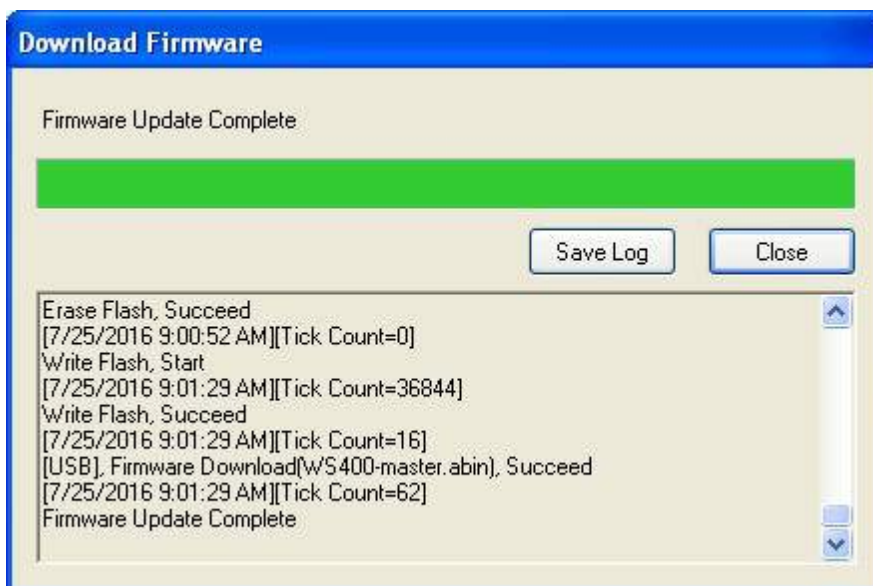 Download Firmware
Firmware Update Complete
Save Log
Close
Erase Flash, Succeed
[7/25/2016 9:00:52 AM][Tick Count=0]
Write Flash, Start
[7/25/2016 9:01:29 AM][Tick Count=36844]
Write Flash, Succeed
[7/25/2016 9:01:29 AM][Tick Count=16]
[USB], Firmware Download(WS400-master.abin), Succeed
[7/25/2016 9:01:29 AM][Tick Count=62]
Firmware Update Complete